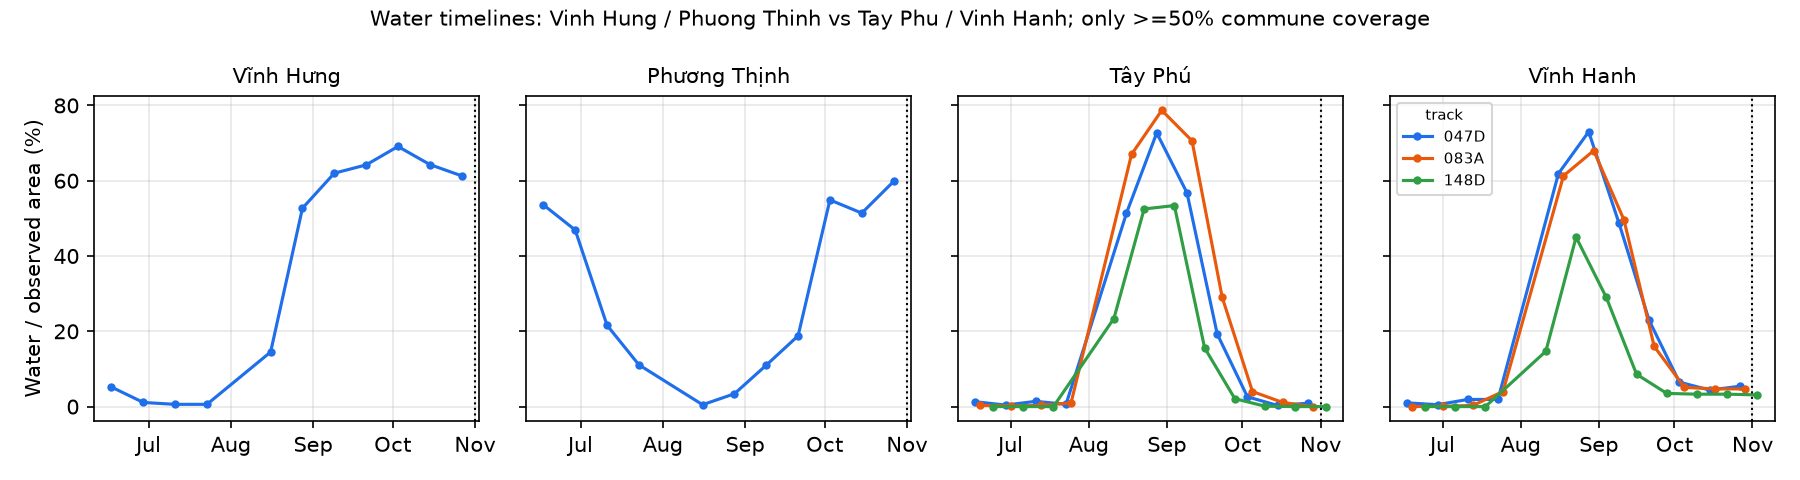 Water timelines: Vinh Hung / Phuong Thinh vs Tay Phu / Vinh Hanh; only >=50% commune coverage
Vĩnh Hưng
Phương Thịnh
Tây Phú
Vĩnh Hanh
Water / observed area (%)
80
60
40
20
0
track
047D
083A
148D
Jul Aug Sep Oct Nov
Jul Aug Sep Oct Nov
Jul Aug Sep Oct Nov
Jul Aug Sep Oct Nov